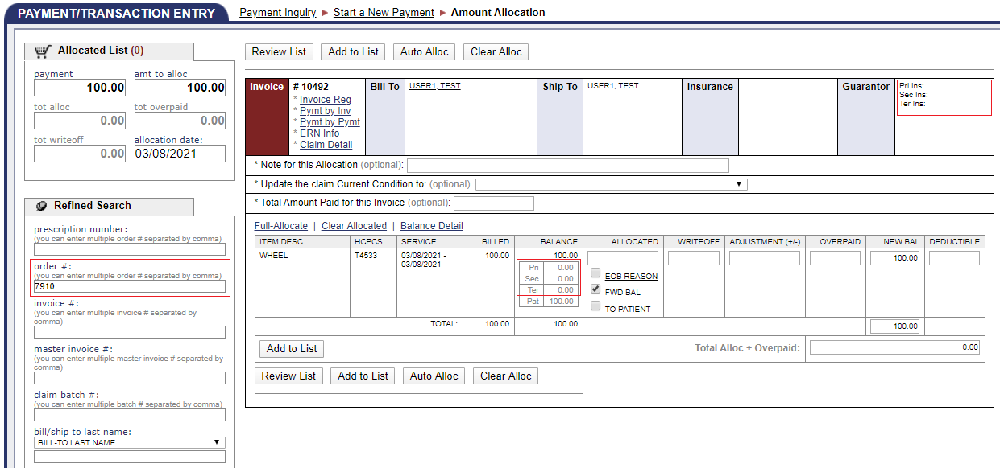 PAYMENT/TRANSACTION ENTRY
Payment Inquiry ▶ Start a New Payment ▶ Amount Allocation
Allocated List (0)
payment amt to alloc
100.00 100.00
tot alloc tot overpaid
0.00 0.00
tot writeoff allocation date:
0.00 03/08/2021
Refined Search
prescription number:
(you can enter multiple order # separated by comma)
order #:
(you can enter multiple order # separated by comma)
7910
invoice #:
(you can enter multiple invoice # separated by
comma)
master invoice #:
(you can enter multiple master invoice # separated by
comma)
claim batch #:
(you can enter multiple batch # separated by comma)
bill/ship to last name:
BILL-TO LAST NAME
Review List Add to List Auto Alloc Clear Alloc
Invoice # 10492 Bill-To USER1, TEST Ship-To USER1, TEST Insurance Guarantor Pri Ins:
Sec Ins:
Ter Ins:
* Invoice Reg
* Pymt by Inv
* Pymt by Pymt
* ERN Info
* Claim Detail
* Note for this Allocation (optional):
* Update the claim Current Condition to: (optional)
* Total Amount Paid for this Invoice (optional):
Full-Allocate | Clear Allocated | Balance Detail
ITEM DESC HCPCS SERVICE BILLED BALANCE ALLOCATED WRITEOFF ADJUSTMENT (+/-) OVERPAID NEW BAL DEDUCTIBLE
WHEEL T4533 03/08/2021 - 100.00 100.00 100.00
03/08/2021
Pri 0.00
Sec 0.00 EOB REASON
Ter 0.00 FWD BAL
Pat 100.00 TO PATIENT
TOTAL: 100.00 100.00 100.00
Add to List Total Alloc + Overpaid: 0.00
Review List Add to List Auto Alloc Clear Alloc